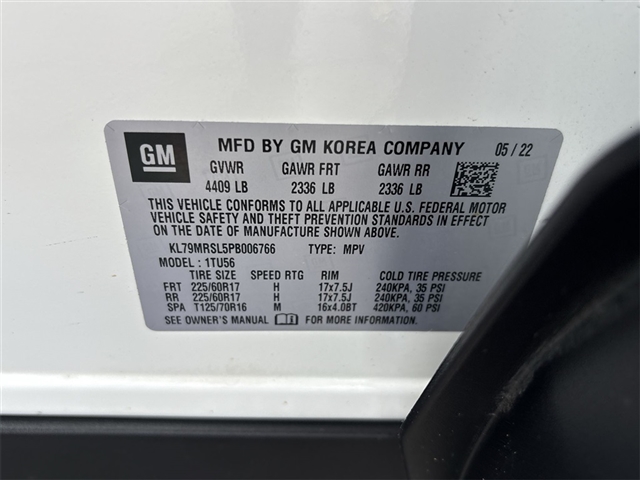 GM
MFD BY GM KOREA COMPANY 05 / 22
GVWR GAWR FRT GAWR RR
4409 LB 2336 LB 2336 LB
THIS VEHICLE CONFORMS TO ALL APPLICABLE U.S. FEDERAL MOTOR
VEHICLE SAFETY AND THEFT PREVENTION STANDARDS IN EFFECT
ON THE DATE OF MANUFACTURE SHOWN ABOVE.
KL79MRSL5PB006766 TYPE: MPV
MODEL : 1TU56
TIRE SIZE SPEED RTG RIM COLD TIRE PRESSURE
FRT 225/60R17 H 17x7.5J 240KPA, 35 PSI
RR 225/60R17 H 17x7.5J 240KPA, 35 PSI
SPA T125/70R16 M 16x4.0BT 420KPA, 60 PSI
SEE OWNER'S MANUAL FOR MORE INFORMATION.